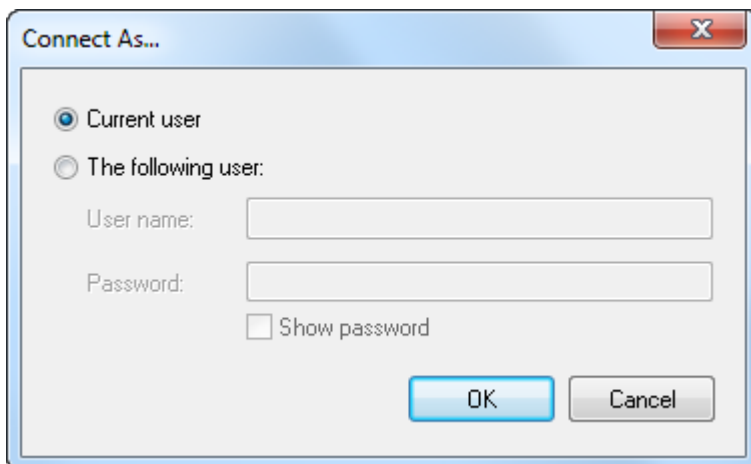 Connect As...
Current user
The following user:
User name:
Password:
Show password
OK Cancel